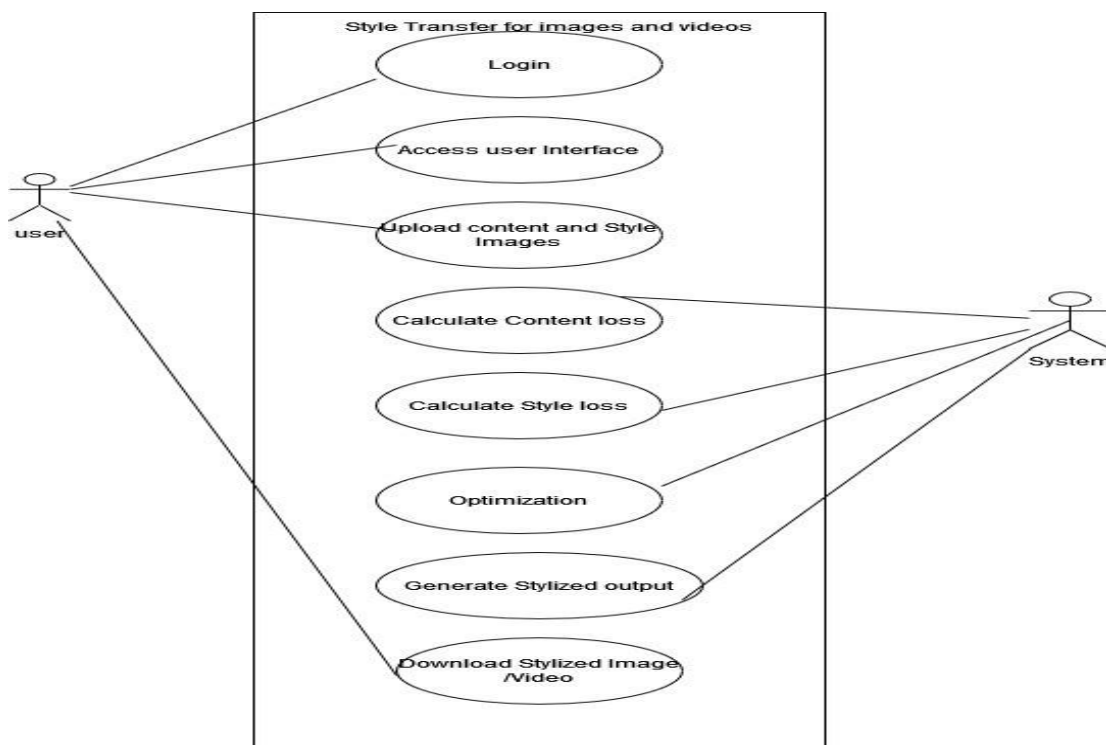 Style Transfer for images and videos
Login
Access user Interface
user
Upload content and Style
Images
Calculate Content loss
System
Calculate Style loss
Optimization
Generate Stylized output
Download Stylized Image
/Video